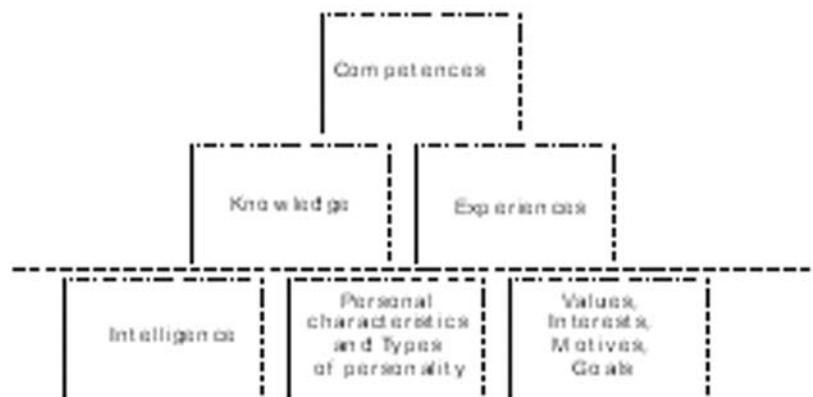 Competences
Knowledge
Experiences
Intelligence
Personal
characteristics
and Types
of personality
Values,
Interests,
Motives,
Goals